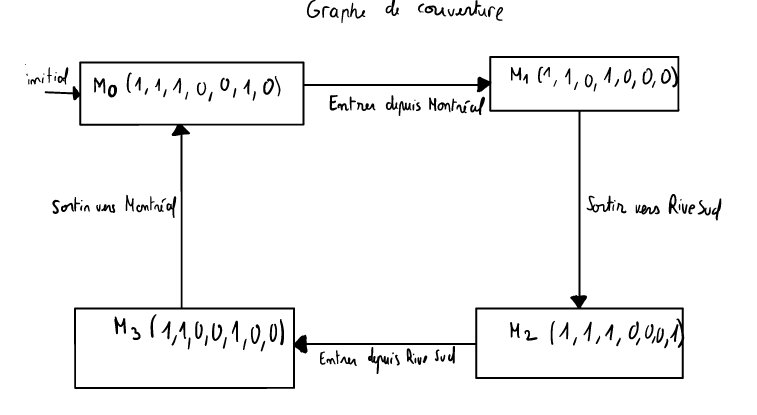 Graphe de couverture
initial
M0 (1,1,1,0,0,1,0)
M1 (1,1,0,1,0,0,0)
Entrer depuis Montréal
Sortir vers Montréal
Sortir vers Rive Sud
M3 (1,1,0,0,1,0,0)
M2 (1,1,1,0,0,0,1)
Entrer depuis Rive Sud